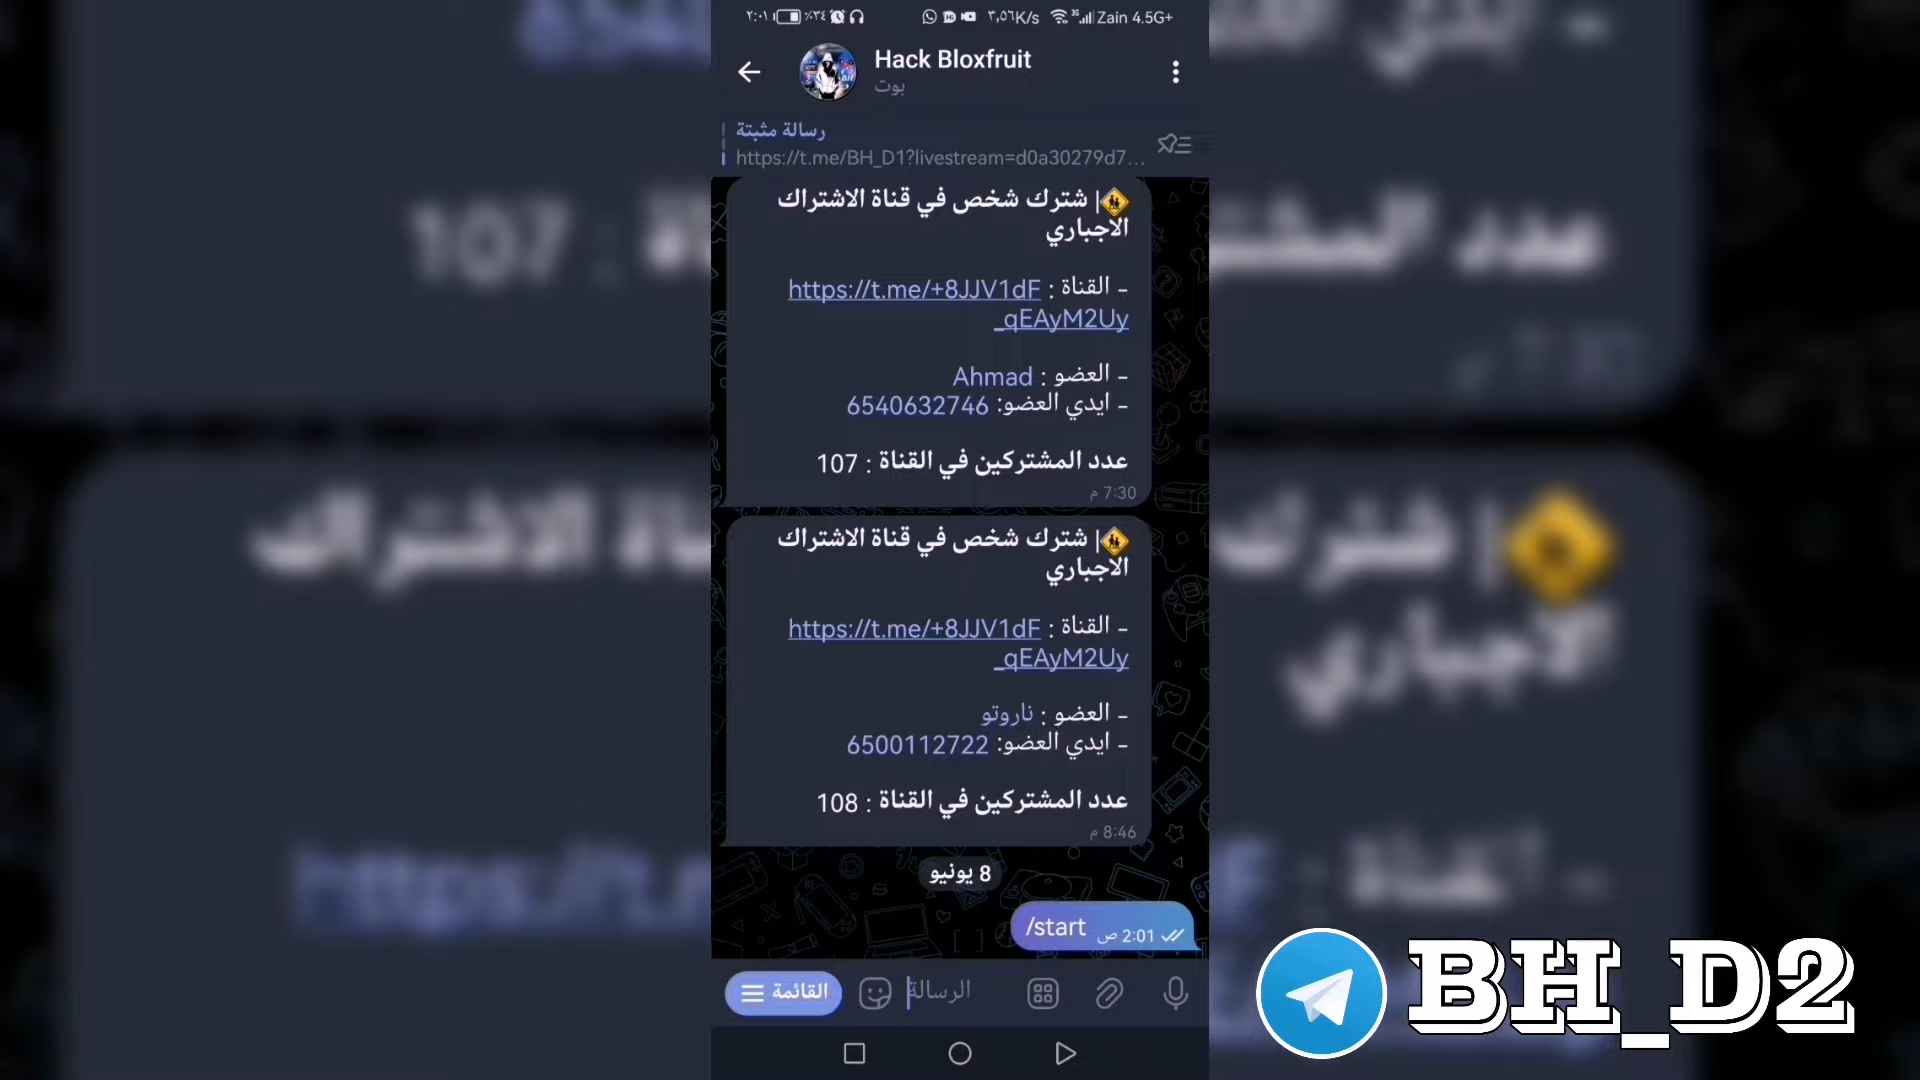 ٢:٠١ ٪٣٤ ٣,٥٦K/s 3G Zain 4.5G+
Hack Bloxfruit
بوت
رسالة مثبتة
https://t.me/BH_D1?livestream=d0a30279d7...
| شترك شخص في قناة الاشتراك
الاجباري
- القناة : https://t.me/+8JJV1dF
_qEAyM2Uy
- العضو : Ahmad
- ايدي العضو: 6540632746
عدد المشتركين في القناة : 107
7:30 م
| شترك شخص في قناة الاشتراك
الاجباري
- القناة : https://t.me/+8JJV1dF
_qEAyM2Uy
- العضو : ناروتو
- ايدي العضو: 6500112722
عدد المشتركين في القناة : 108
8:46 م
8 يونيو
/start 2:01 ص
القائمة الرسالة
BH_D2